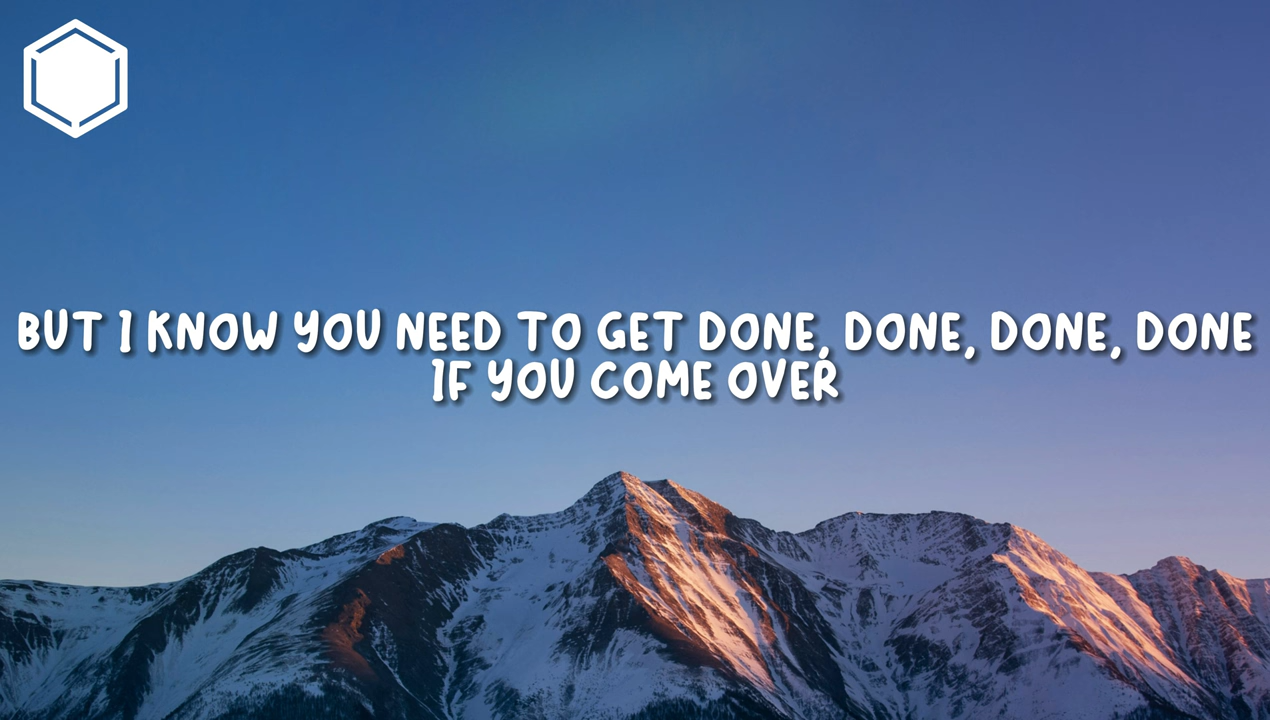 BUT I KNOW YOU NEED TO GET DONE, DONE, DONE, DONE
IF YOU COME OVER